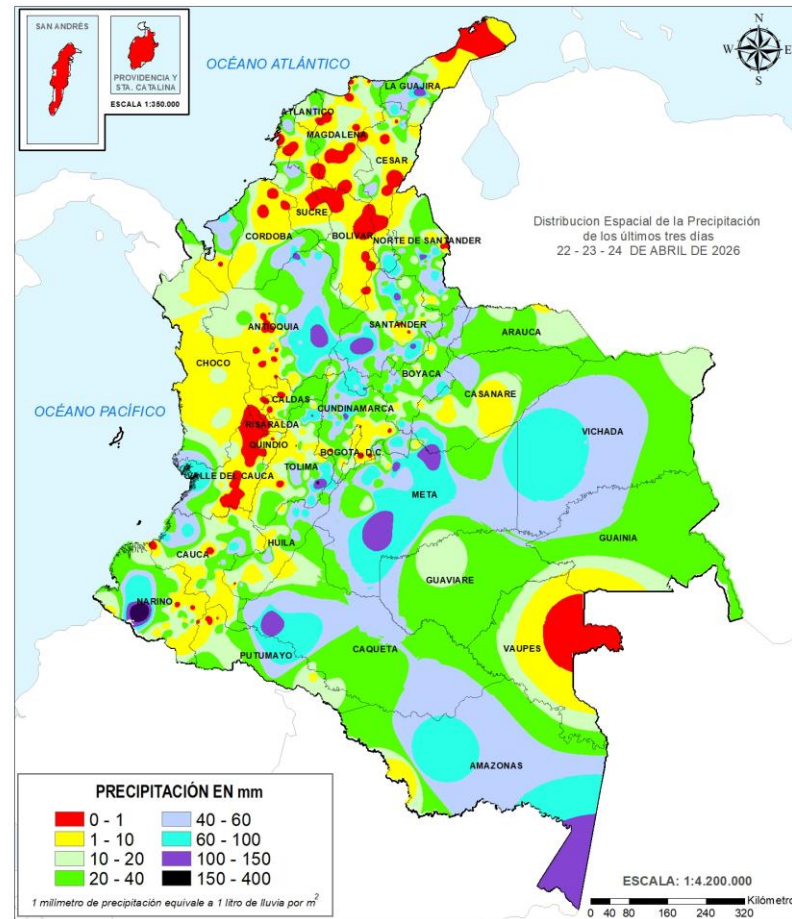 SAN ANDRÉS
PROVIDENCIA Y
STA. CATALINA
ESCALA 1:350.000
OCÉANO ATLÁNTICO
N
W E
S
LA GUAJIRA
ATLANTICO
MAGDALENA
CESAR
SUCRE
CORDOBA
BOLIVAR
NORTE DE SANTANDER
Distribucion Espacial de la Precipitación
de los últimos tres días
22 - 23 - 24 DE ABRIL DE 2026
ANTIOQUIA
SANTANDER
ARAUCA
CHOCO
BOYACA
CASANARE
OCÉANO PACÍFICO
CALDAS
CUNDINAMARCA
RISARALDA
VICHADA
QUINDIO
BOGOTA, D.C.
TOLIMA
VALLE DEL CAUCA
META
GUAINIA
HUILA
CAUCA
GUAVIARE
NARIÑO
VAUPES
CAQUETA
PUTUMAYO
AMAZONAS
PRECIPITACIÓN EN mm
0 - 1 40 - 60
1 - 10 60 - 100
10 - 20 100 - 150
20 - 40 150 - 400
1 milímetro de precipitación equivale a 1 litro de lluvia por m²
ESCALA: 1:4.200.000
Kilómetro
40 80 160 240 320